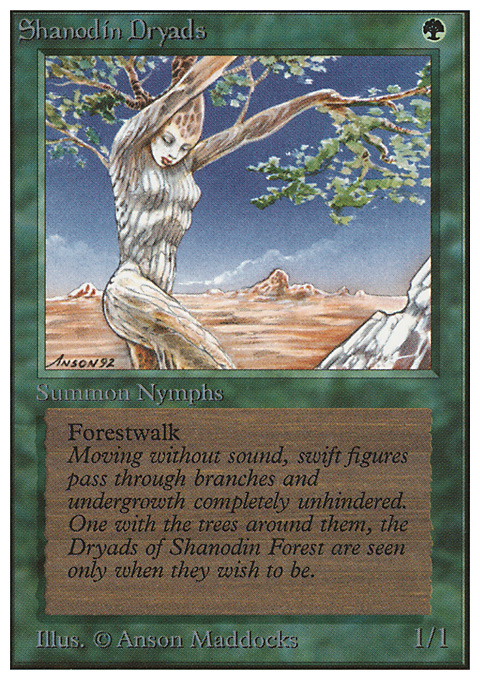 Shanodin Dryads
ANSON 92
Summon Nymphs
Forestwalk
Moving without sound, swift figures
pass through branches and
undergrowth completely unhindered.
One with the trees around them, the
Dryads of Shanodin Forest are seen
only when they wish to be.
Illus. © Anson Maddocks
1/1